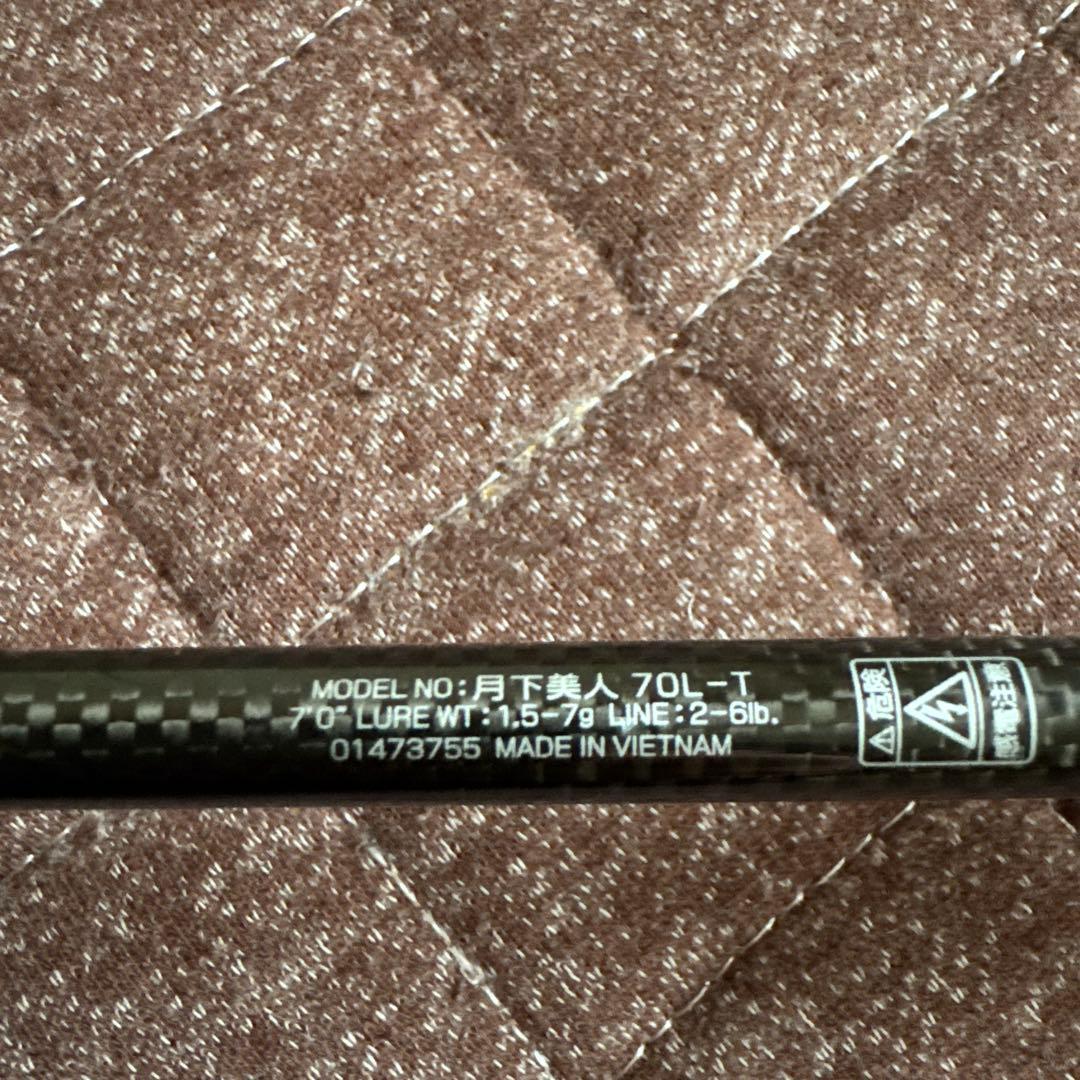 MODEL NO:月下美人 70L-T
7'0" LURE WT:1.5-7g LINE:2-6lb.
01473755 MADE IN VIETNAM
危険
感電注意